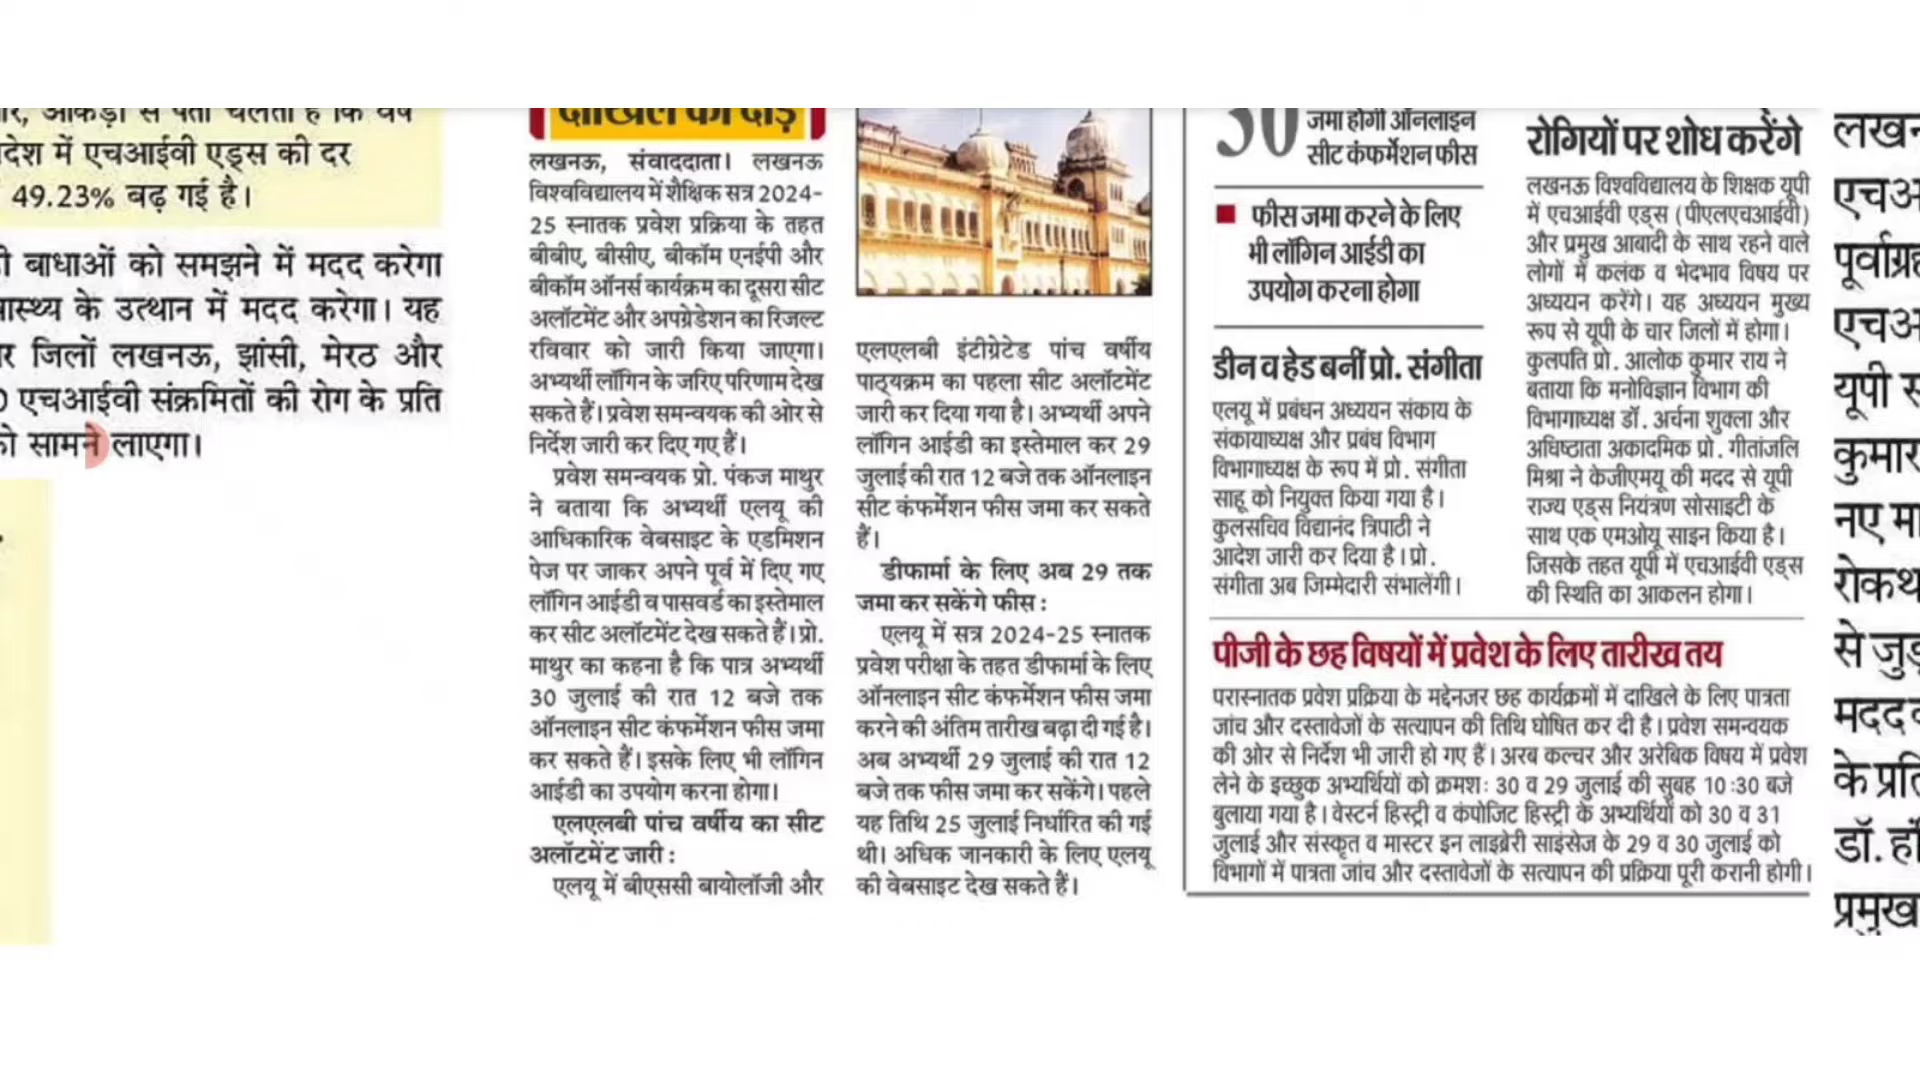 देश में एचआईवी एड्स की दर
49.23% बढ़ गई है।
बाधाओं को समझने में मदद करेगा
के उत्थान में मदद करेगा। यह
जिलों लखनऊ, झांसी, मेरठ और
एचआईवी संक्रमितों की रोग के प्रति
सामने लाएगा।
दाखिले की दौड़
लखनऊ, संवाददाता। लखनऊ
विश्वविद्यालय में शैक्षिक सत्र 2024-
25 स्नातक प्रवेश प्रक्रिया के तहत
बीबीए, बीसीए, बीकॉम एनईपी और
बीकॉम ऑनर्स कार्यक्रम का दूसरा सीट
अलॉटमेंट और अपग्रेडेशन का रिजल्ट
रविवार को जारी किया जाएगा।
अभ्यर्थी लॉगिन के जरिए परिणाम देख
सकते हैं। प्रवेश समन्वयक की ओर से
निर्देश जारी कर दिए गए हैं।
प्रवेश समन्वयक प्रो. पंकज माथुर
ने बताया कि अभ्यर्थी एलयू की
आधिकारिक वेबसाइट के एडमिशन
पेज पर जाकर अपने पूर्व में दिए गए
लॉगिन आईडी व पासवर्ड का इस्तेमाल
कर सीट अलॉटमेंट देख सकते हैं। प्रो.
माथुर का कहना है कि पात्र अभ्यर्थी
30 जुलाई की रात 12 बजे तक
ऑनलाइन सीट कंफर्मेशन फीस जमा
कर सकते हैं। इसके लिए भी लॉगिन
आईडी का उपयोग करना होगा।
एलएलबी पांच वर्षीय का सीट
अलॉटमेंट जारी :
एलयू में बीएससी बायोलॉजी और
एलएलबी इंटीग्रेटेड पांच वर्षीय
पाठ्यक्रम का पहला सीट अलॉटमेंट
जारी कर दिया गया है। अभ्यर्थी अपने
लॉगिन आईडी का इस्तेमाल कर 29
जुलाई की रात 12 बजे तक ऑनलाइन
सीट कंफर्मेशन फीस जमा कर सकते
हैं।
डीफार्मा के लिए अब 29 तक
जमा कर सकेंगे फीस :
एलयू में सत्र 2024-25 स्नातक
प्रवेश परीक्षा के तहत डीफार्मा के लिए
ऑनलाइन सीट कंफर्मेशन फीस जमा
करने की अंतिम तारीख बढ़ा दी गई है।
अब अभ्यर्थी 29 जुलाई की रात 12
बजे तक फीस जमा कर सकेंगे। पहले
यह तिथि 25 जुलाई निर्धारित की गई
थी। अधिक जानकारी के लिए एलयू
की वेबसाइट देख सकते हैं।
30 जमा होगी ऑनलाइन
सीट कंफर्मेशन फीस
फीस जमा करने के लिए
भी लॉगिन आईडी का
उपयोग करना होगा
डीन व हेड बनीं प्रो. संगीता
एलयू में प्रबंधन अध्ययन संकाय के
संकायाध्यक्ष और प्रबंध विभाग
विभागाध्यक्ष के रूप में प्रो. संगीता
साहू को नियुक्त किया गया है।
कुलसचिव विद्यानंद त्रिपाठी ने
आदेश जारी कर दिया है। प्रो.
संगीता अब जिम्मेदारी संभालेंगी।
रोगियों पर शोध करेंगे
लखनऊ विश्वविद्यालय के शिक्षक यूपी
में एचआईवी एड्स (पीएलएचआईवी)
और प्रमुख आबादी के साथ रहने वाले
लोगों में कलंक व भेदभाव विषय पर
अध्ययन करेंगे। यह अध्ययन मुख्य
रूप से यूपी के चार जिलों में होगा।
कुलपति प्रो. आलोक कुमार राय ने
बताया कि मनोविज्ञान विभाग की
विभागाध्यक्ष डॉ. अर्चना शुक्ला और
अधिष्ठाता अकादमिक प्रो. गीतांजलि
मिश्रा ने केजीएमयू की मदद से यूपी
राज्य एड्स नियंत्रण सोसाइटी के
साथ एक एमओयू साइन किया है।
जिसके तहत यूपी में एचआईवी एड्स
की स्थिति का आकलन होगा।
पीजी के छह विषयों में प्रवेश के लिए तारीख तय
परास्नातक प्रवेश प्रक्रिया के मद्देनजर छह कार्यक्रमों में दाखिले के लिए पात्रता
जांच और दस्तावेजों के सत्यापन की तिथि घोषित कर दी है। प्रवेश समन्वयक
की ओर से निर्देश भी जारी हो गए हैं। अरब कल्चर और अरेबिक विषय में प्रवेश
लेने के इच्छुक अभ्यर्थियों को क्रमशः 30 व 29 जुलाई की सुबह 10:30 बजे
बुलाया गया है। वेस्टर्न हिस्ट्री व कंपोजिट हिस्ट्री के अभ्यर्थियों को 30 व 31
जुलाई और संस्कृत व मास्टर इन लाइब्रेरी साइंसेज के 29 व 30 जुलाई को
विभागों में पात्रता जांच और दस्तावेजों के सत्यापन की प्रक्रिया पूरी करानी होगी।
यूपी
कुमार
नए
से
मदद
के
डॉ.
प्रमुख